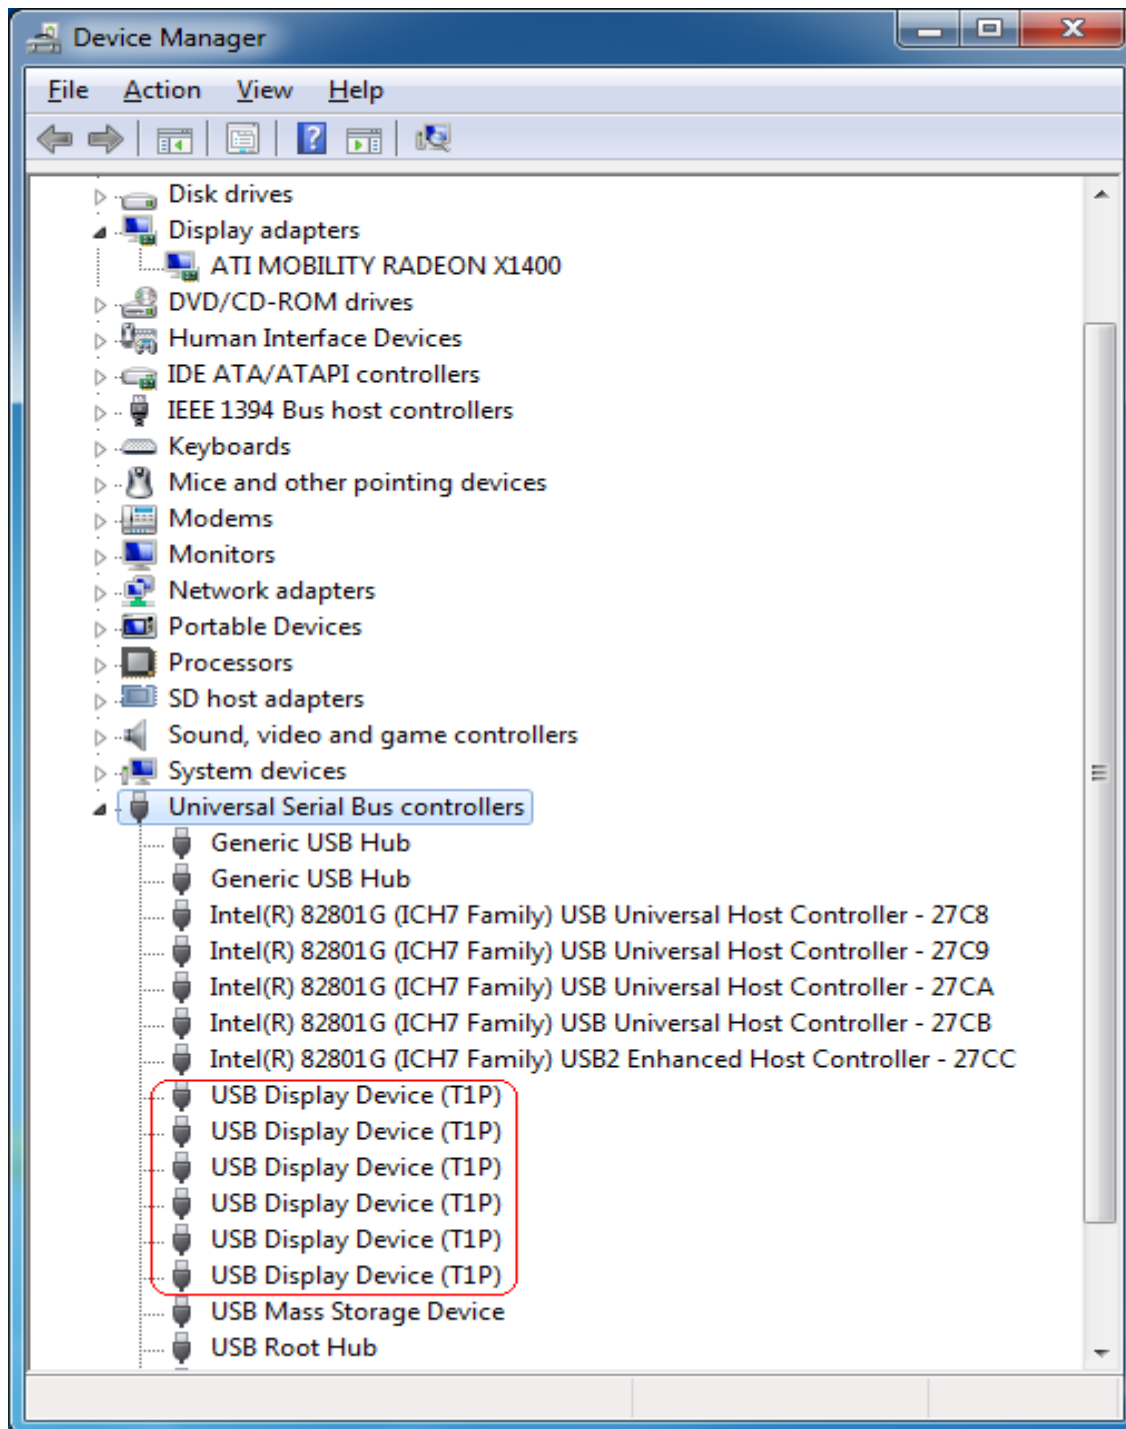 Device Manager
File Action View Help
Disk drives
Display adapters
ATI MOBILITY RADEON X1400
DVD/CD-ROM drives
Human Interface Devices
IDE ATA/ATAPI controllers
IEEE 1394 Bus host controllers
Keyboards
Mice and other pointing devices
Modems
Monitors
Network adapters
Portable Devices
Processors
SD host adapters
Sound, video and game controllers
System devices
Universal Serial Bus controllers
Generic USB Hub
Generic USB Hub
Intel(R) 82801G (ICH7 Family) USB Universal Host Controller - 27C8
Intel(R) 82801G (ICH7 Family) USB Universal Host Controller - 27C9
Intel(R) 82801G (ICH7 Family) USB Universal Host Controller - 27CA
Intel(R) 82801G (ICH7 Family) USB Universal Host Controller - 27CB
Intel(R) 82801G (ICH7 Family) USB2 Enhanced Host Controller - 27CC
USB Display Device (T1P)
USB Display Device (T1P)
USB Display Device (T1P)
USB Display Device (T1P)
USB Display Device (T1P)
USB Display Device (T1P)
USB Mass Storage Device
USB Root Hub